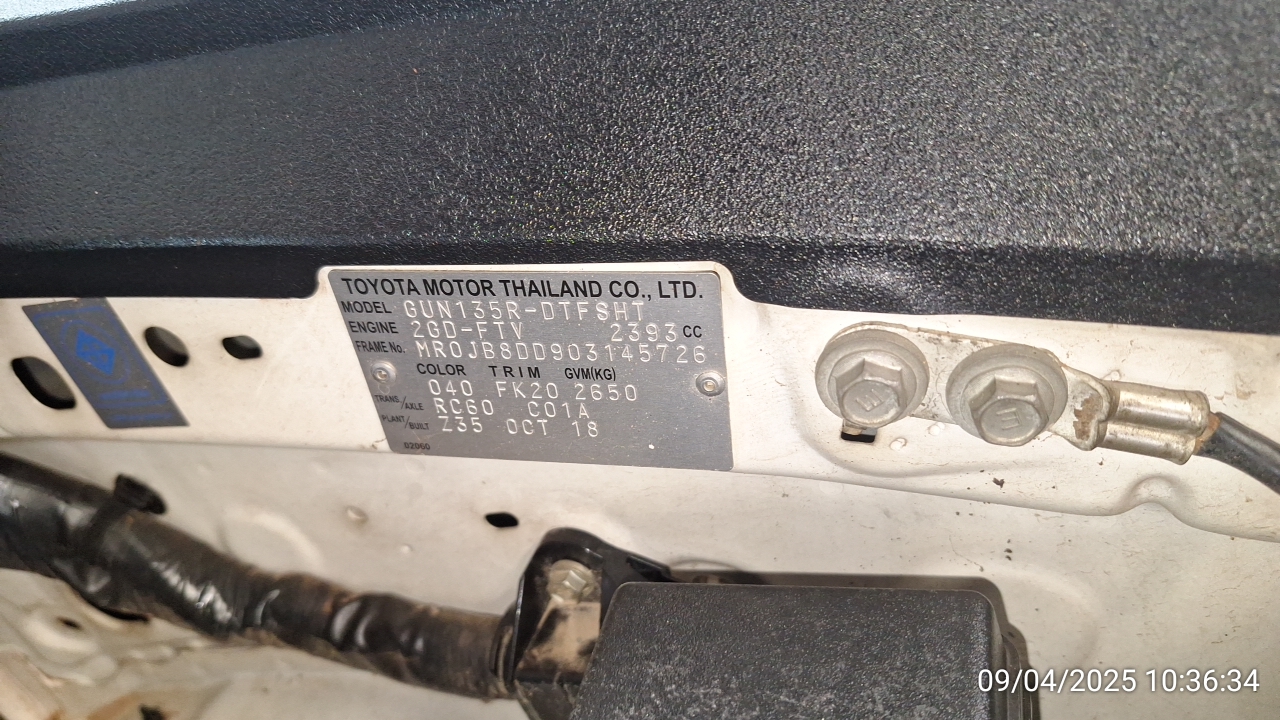 TOYOTA MOTOR THAILAND CO., LTD.
MODEL GUN135R-DTFSHT
ENGINE 2GD-FTV 2393 CC
FRAME No. MR0JB8DD903145726
COLOR TRIM GVM(KG)
040 FK20 2650
TRANS./AXLE RC60 C01A
PLANT/BUILT Z35 OCT 18
02060
09/04/2025 10:36:34